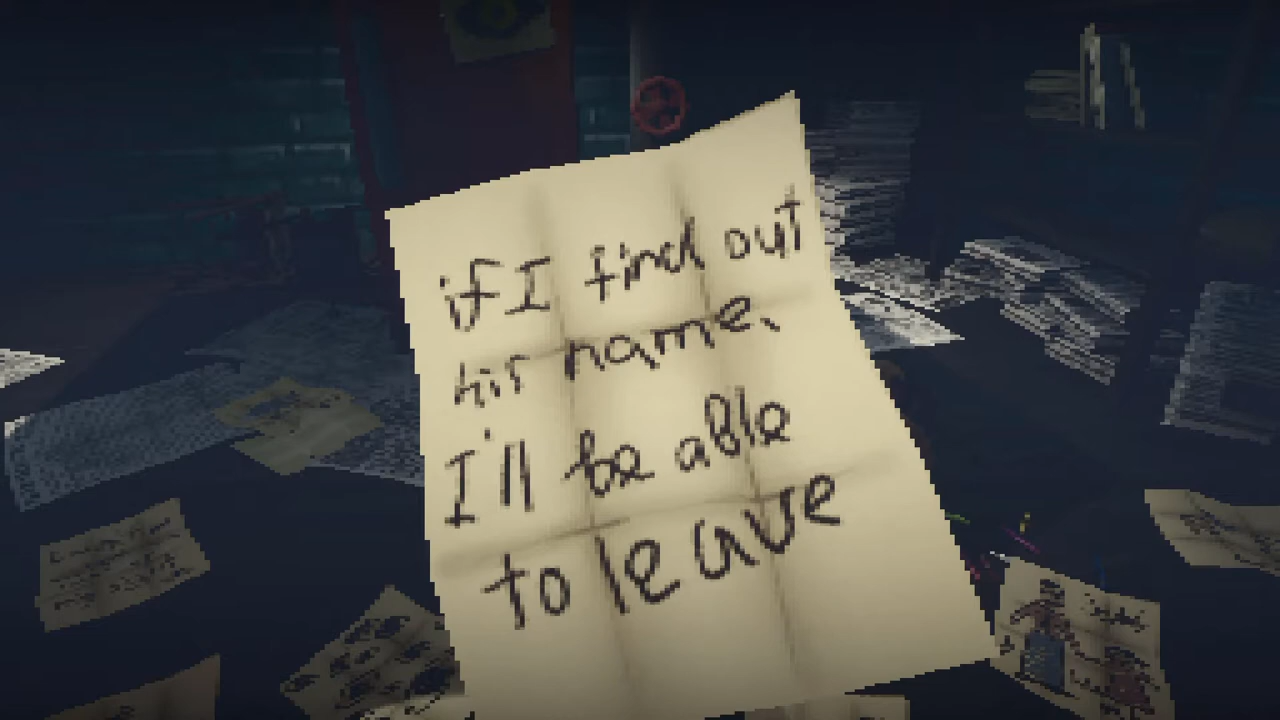 if I find out
his name,
I'll be able
to leave